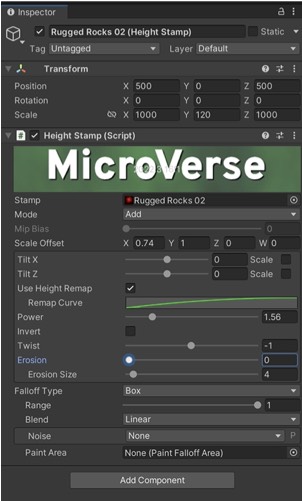 Inspector
Rugged Rocks 02 (Height Stamp) Static
Tag Untagged Layer Default
Transform
Position X 500 Y 0 Z 500
Rotation X 0 Y 0 Z 0
Scale X 1000 Y 120 Z 1000
Height Stamp (Script)
MicroVerse
Stamp Rugged Rocks 02
Mode Add
Mip Bias 0
Scale Offset X 0.74 Y 1 Z 0 W 0
Tilt X 0 Scale
Tilt Z 0 Scale
Use Height Remap
Remap Curve
Power 1.56
Invert
Twist -1
Erosion 0
Erosion Size 4
Falloff Type Box
Range 1
Blend Linear
Noise None P
Paint Area None (Paint Falloff Area)
Add Component